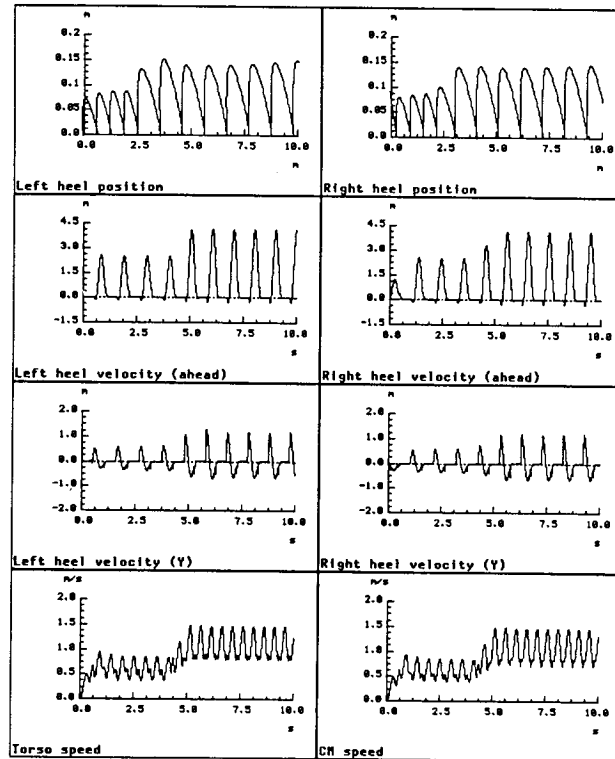 m
0.2
0.15
0.1
0.05
0.0
0.0 2.5 5.0 7.5 10.0
m
Left heel position
m
0.2
0.15
0.1
0.05
0.0
0.0 2.5 5.0 7.5 10.0
m
Right heel position
m
4.5
3.0
1.5
0.0
-1.5
0.0 2.5 5.0 7.5 10.0
s
Left heel velocity (ahead)
m
4.5
3.0
1.5
0.0
-1.5
0.0 2.5 5.0 7.5 10.0
s
Right heel velocity (ahead)
m
2.0
1.0
0.0
-1.0
-2.0
0.0 2.5 5.0 7.5 10.0
s
Left heel velocity (Y)
m
2.0
1.0
0.0
-1.0
-2.0
0.0 2.5 5.0 7.5 10.0
s
Right heel velocity (Y)
m/s
2.0
1.5
1.0
0.5
0.0
0.0 2.5 5.0 7.5 10.0
s
Torso speed
m/s
2.0
1.5
1.0
0.5
0.0
0.0 2.5 5.0 7.5 10.0
s
CM speed